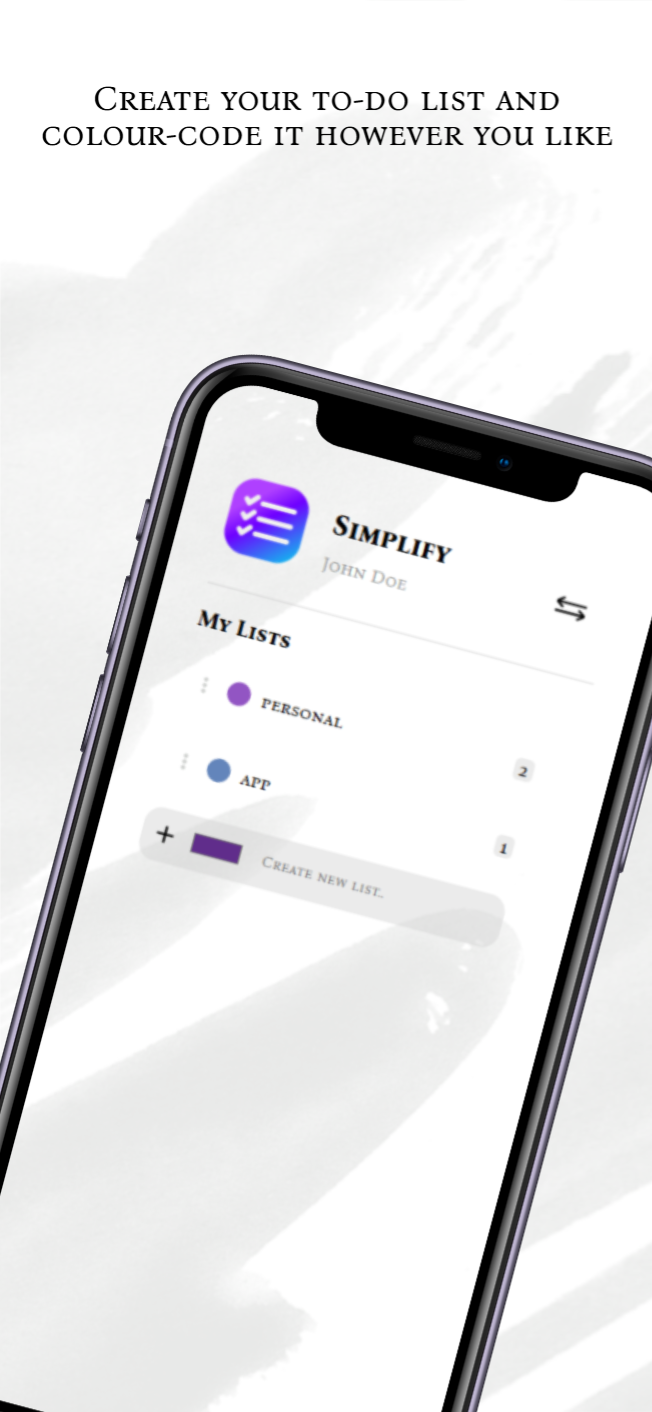 Create your to-do list and
colour-code it however you like
Simplify
John Doe
My Lists
personal
2
app
1
+
Create new list..